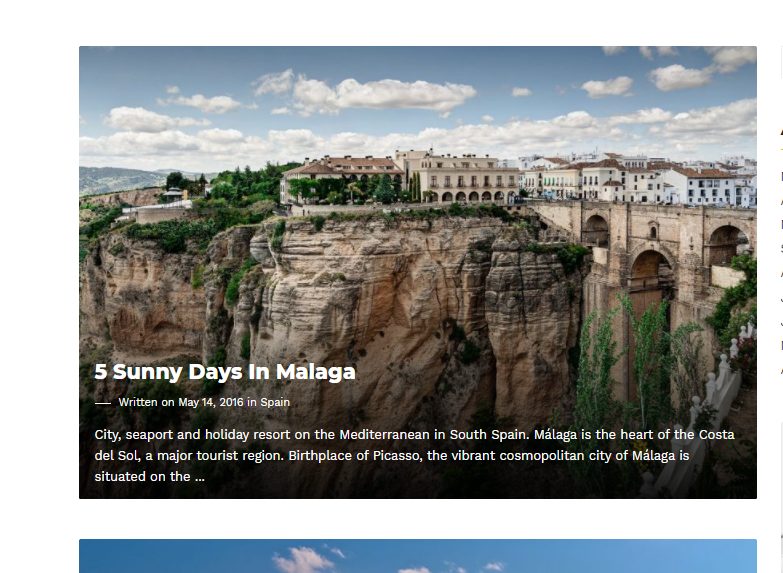 5 Sunny Days In Malaga
Written on May 14, 2016 in Spain
City, seaport and holiday resort on the Mediterranean in South Spain. Málaga is the heart of the Costa
del Sol, a major tourist region. Birthplace of Picasso, the vibrant cosmopolitan city of Málaga is
situated on the ...